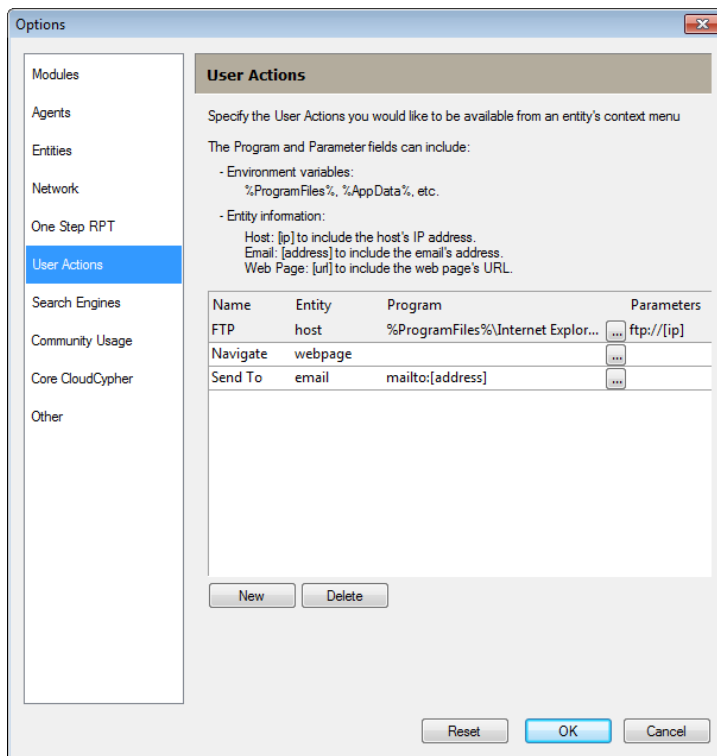 Options
Modules
Agents
Entities
Network
One Step RPT
User Actions
Search Engines
Community Usage
Core CloudCypher
Other
User Actions
Specify the User Actions you would like to be available from an entity's context menu
The Program and Parameter fields can include:
- Environment variables:
%ProgramFiles%, %AppData%, etc.
- Entity information:
Host: [ip] to include the host's IP address.
Email: [address] to include the email's address.
Web Page: [url] to include the web page's URL.
Name Entity Program Parameters
FTP host %ProgramFiles%\Internet Explor... ... ftp://[ip]
Navigate webpage ...
Send To email mailto:[address] ...
New Delete
Reset OK Cancel